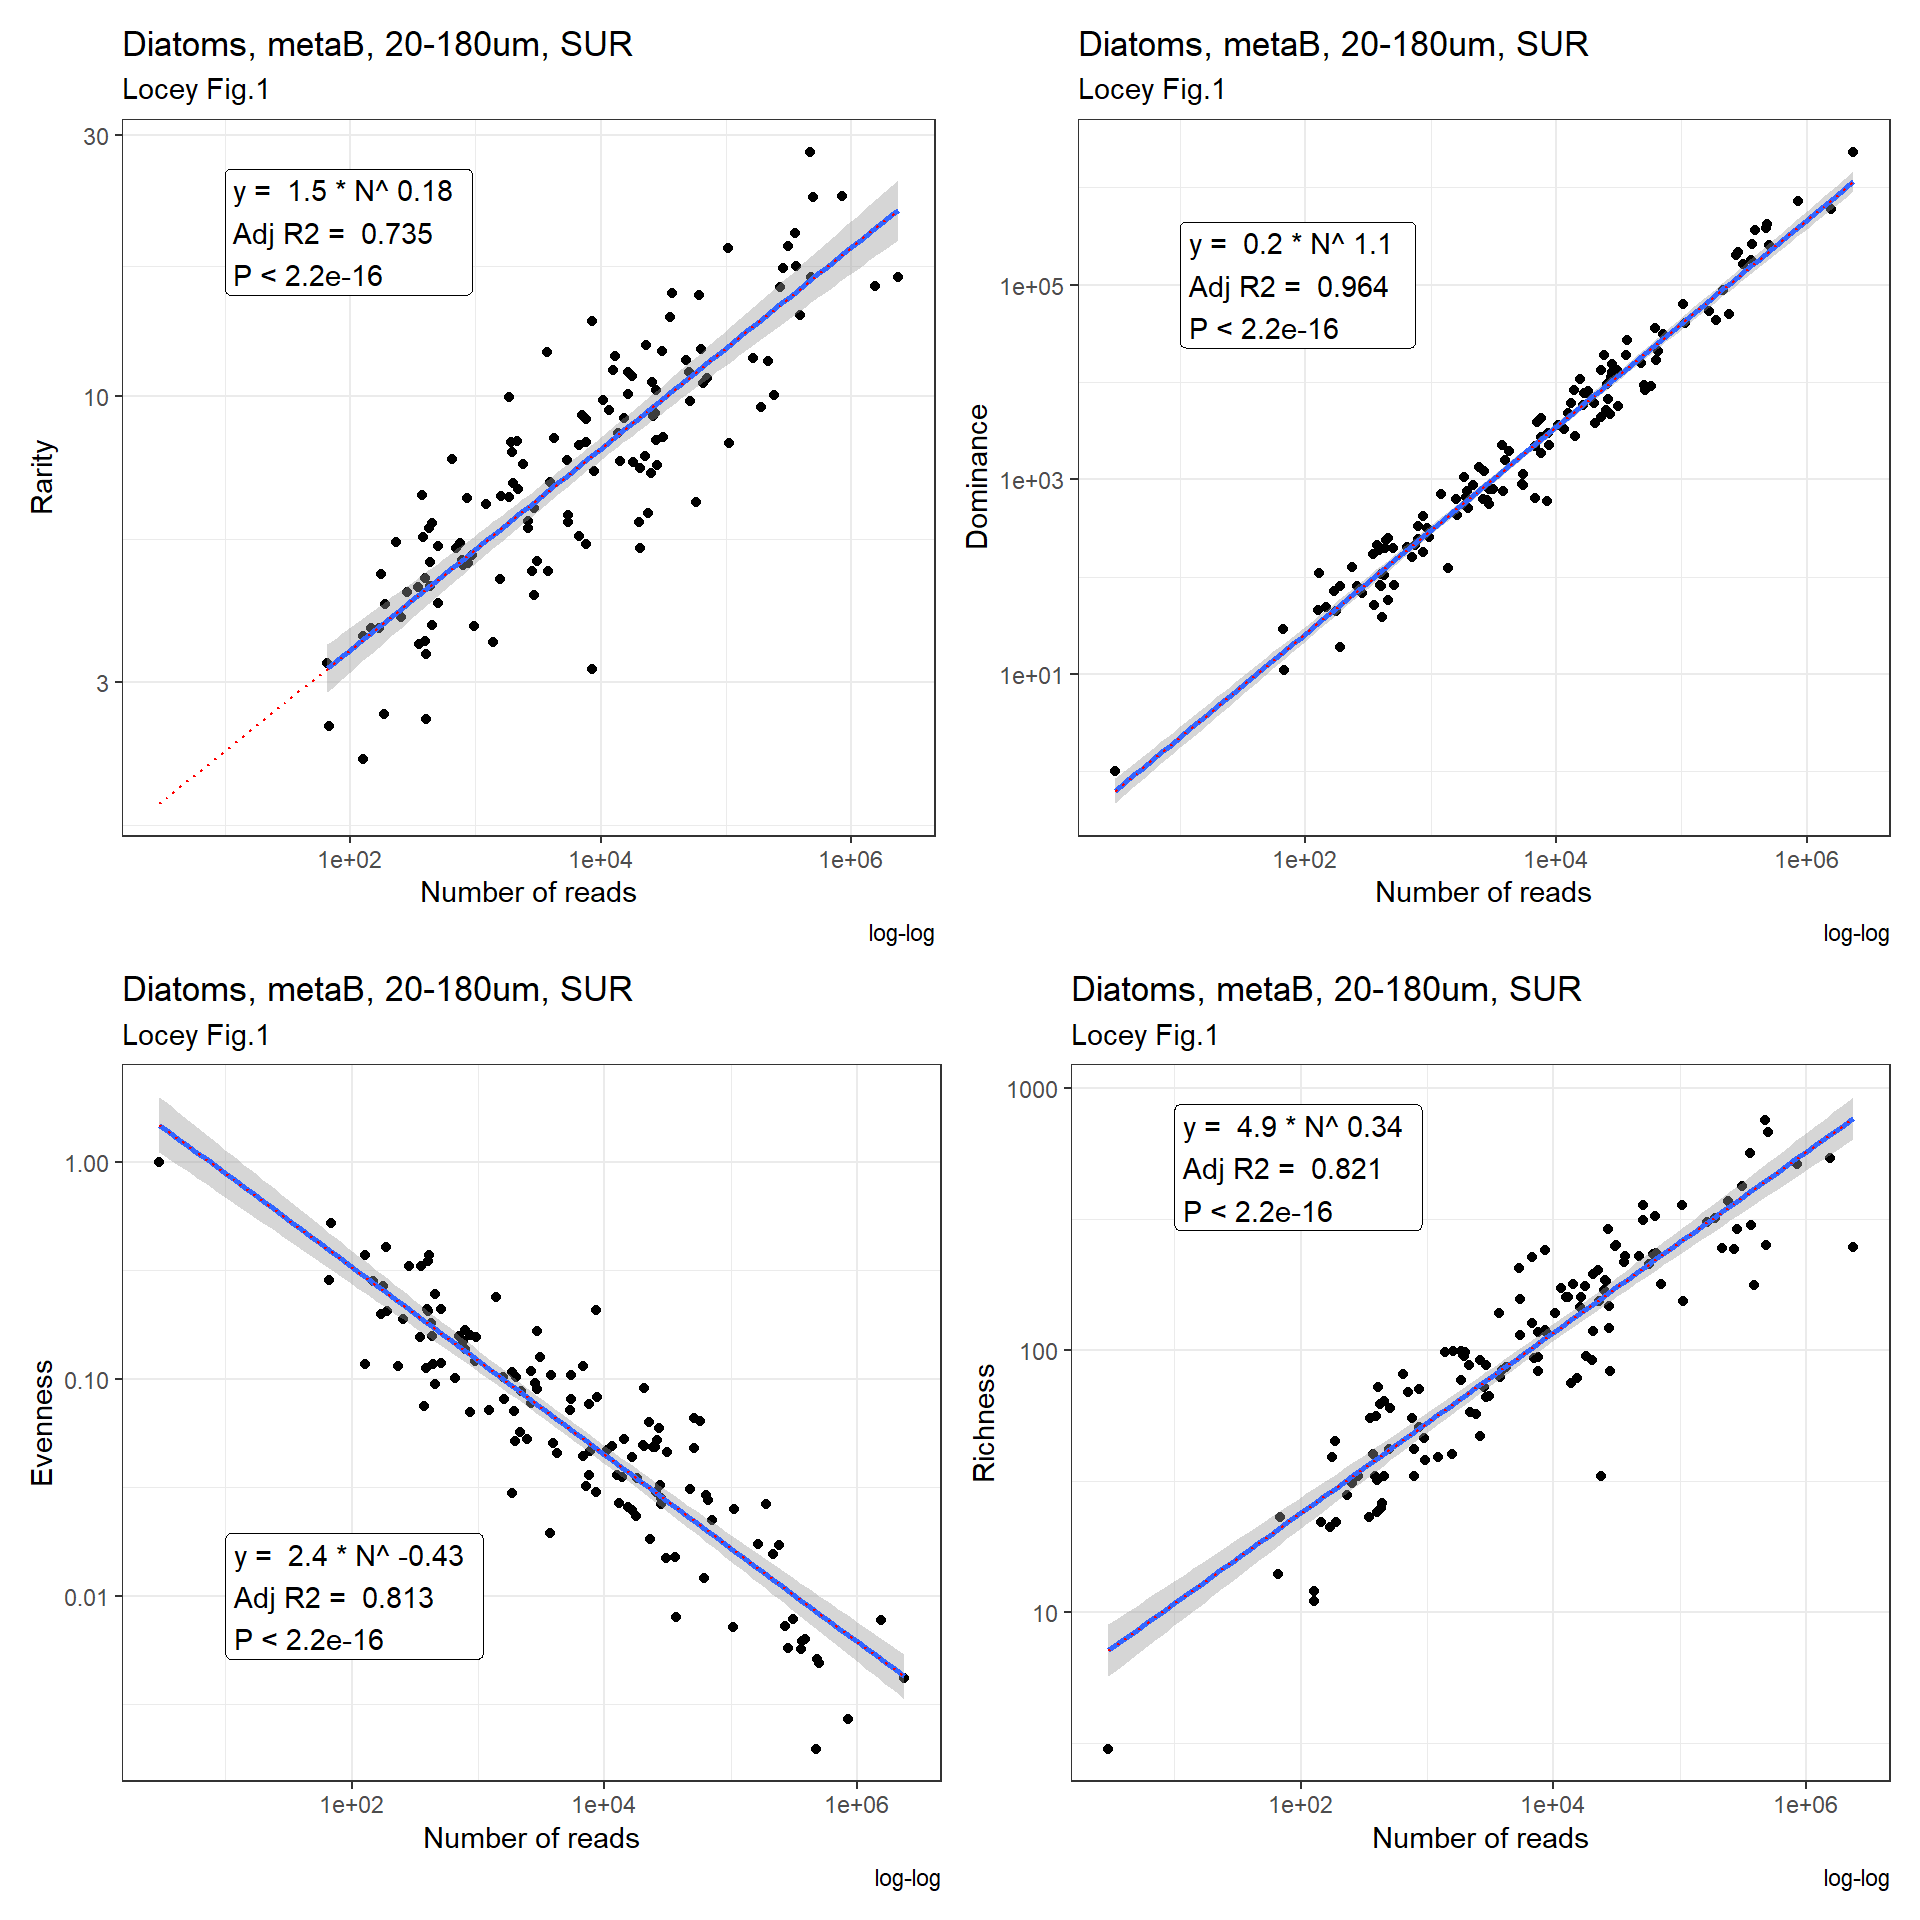 Diatoms, metaB, 20-180um, SUR
Locey Fig.1
30
10
3
Rarity
y =  1.5 * N^ 0.18
Adj R2 =  0.735
P < 2.2e-16
1e+02
1e+04
1e+06
Number of reads
log-log
Diatoms, metaB, 20-180um, SUR
Locey Fig.1
1e+05
1e+03
1e+01
Dominance
y =  0.2 * N^ 1.1
Adj R2 =  0.964
P < 2.2e-16
1e+02
1e+04
1e+06
Number of reads
log-log
Diatoms, metaB, 20-180um, SUR
Locey Fig.1
1.00
0.10
0.01
Evenness
y =  2.4 * N^ -0.43
Adj R2 =  0.813
P < 2.2e-16
1e+02
1e+04
1e+06
Number of reads
log-log
Diatoms, metaB, 20-180um, SUR
Locey Fig.1
1000
100
10
Richness
y =  4.9 * N^ 0.34
Adj R2 =  0.821
P < 2.2e-16
1e+02
1e+04
1e+06
Number of reads
log-log